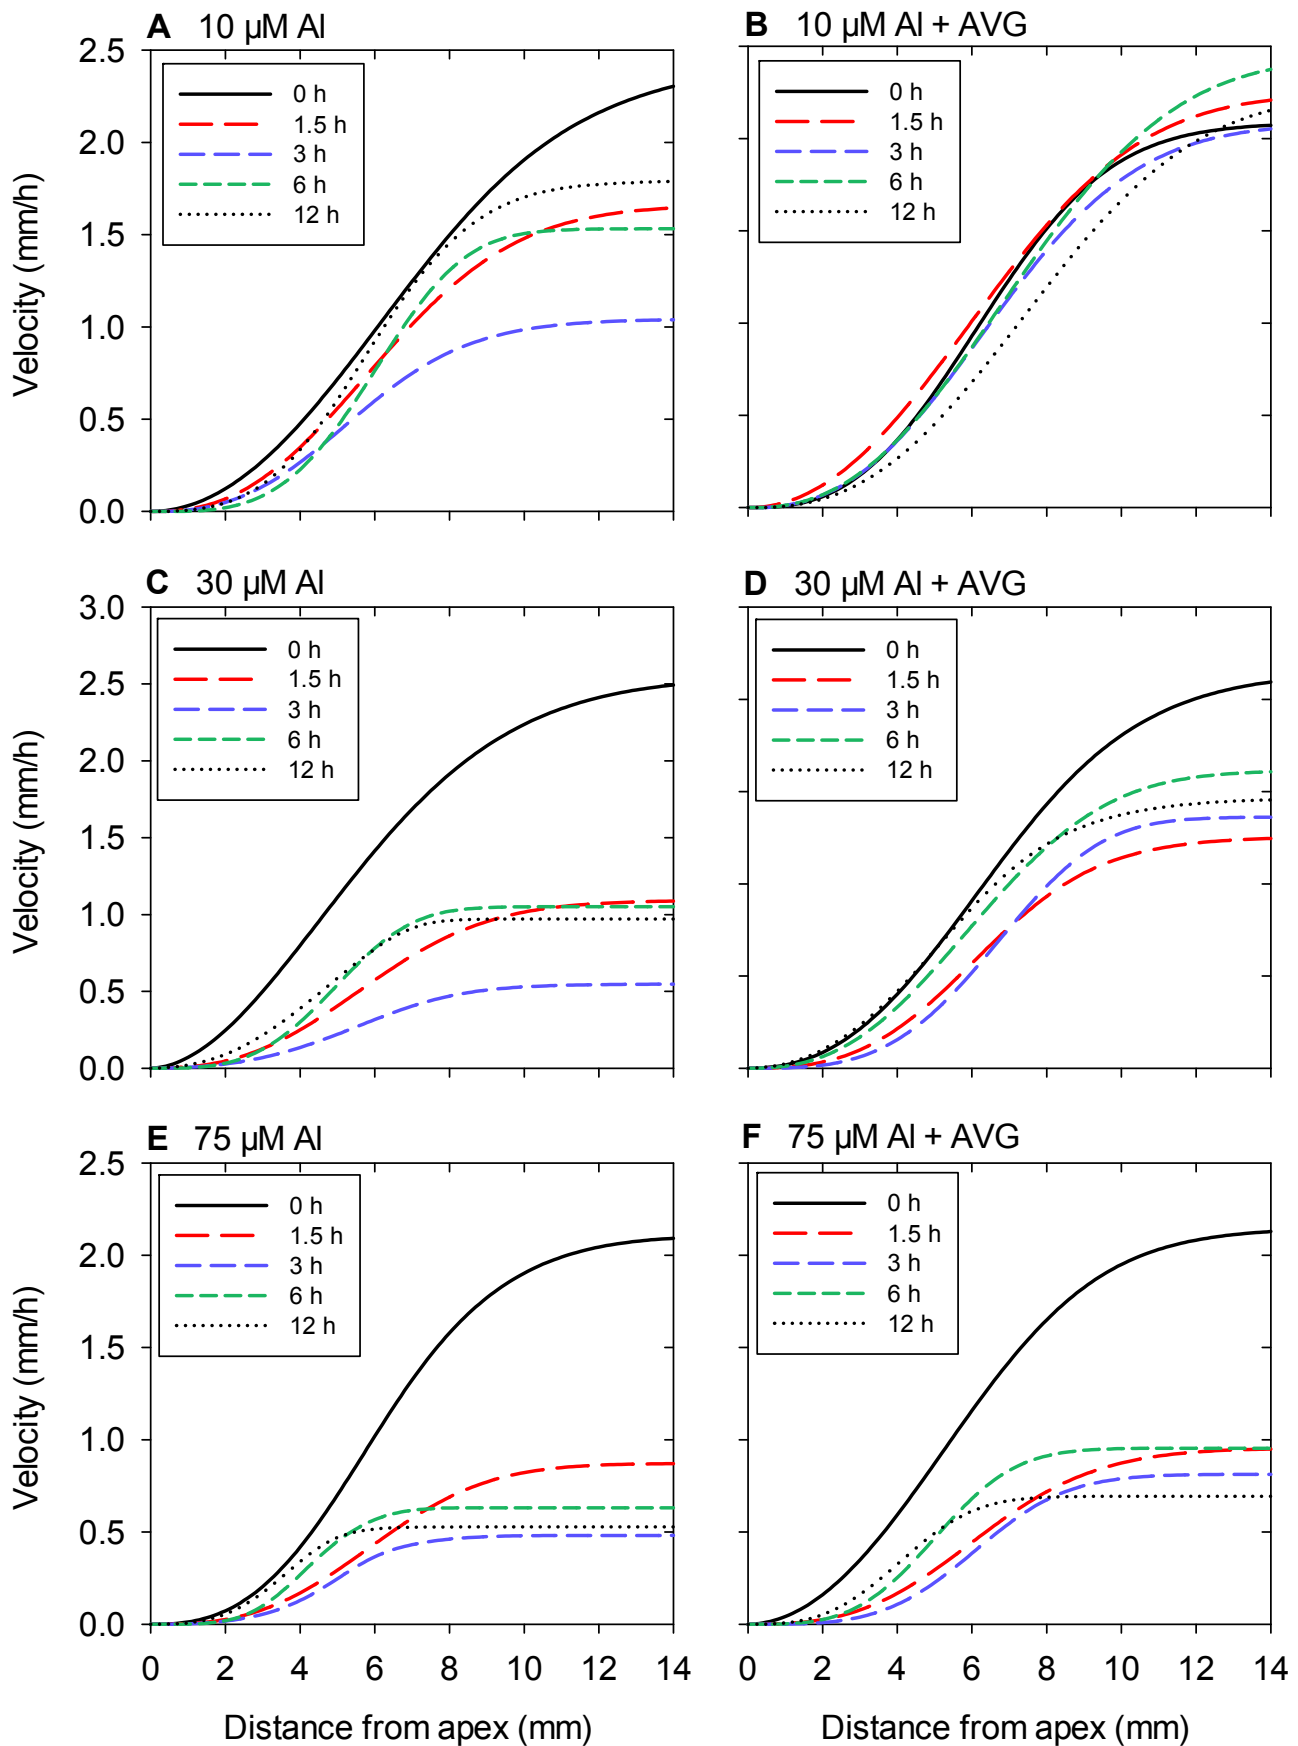 A 10 µM Al
B 10 µM Al + AVG
2.5
2.0
1.5
1.0
0.5
0.0
Velocity (mm/h)
0 h
1.5 h
3 h
6 h
12 h
0 h
1.5 h
3 h
6 h
12 h
C 30 µM Al
D 30 µM Al + AVG
3.0
2.5
2.0
1.5
1.0
0.5
0.0
Velocity (mm/h)
0 h
1.5 h
3 h
6 h
12 h
0 h
1.5 h
3 h
6 h
12 h
E 75 µM Al
F 75 µM Al + AVG
2.5
2.0
1.5
1.0
0.5
0.0
Velocity (mm/h)
0 h
1.5 h
3 h
6 h
12 h
0 h
1.5 h
3 h
6 h
12 h
0 2 4 6 8 10 12 14
0 2 4 6 8 10 12 14
Distance from apex (mm)
Distance from apex (mm)